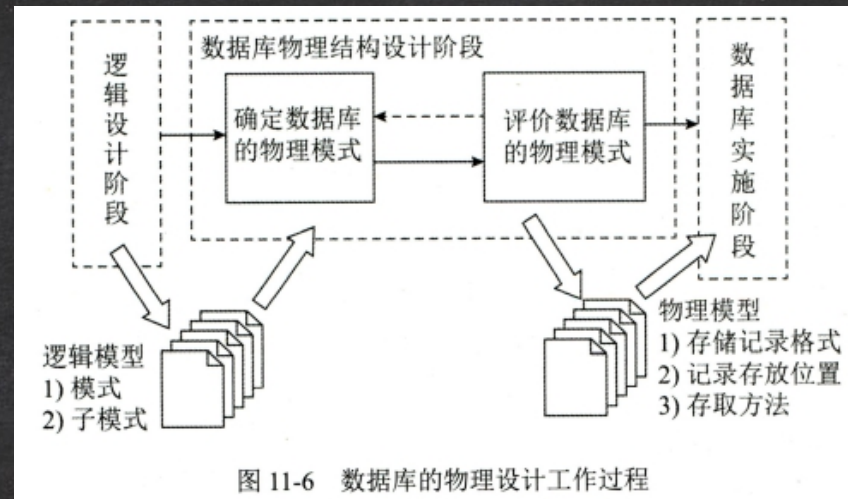 逻辑设计阶段
数据库物理结构设计阶段
确定数据库
的物理模式
评价数据库
的物理模式
数据库实施阶段
逻辑模型
1) 模式
2) 子模式
物理模型
1) 存储记录格式
2) 记录存放位置
3) 存取方法
图 11-6 数据库的物理设计工作过程